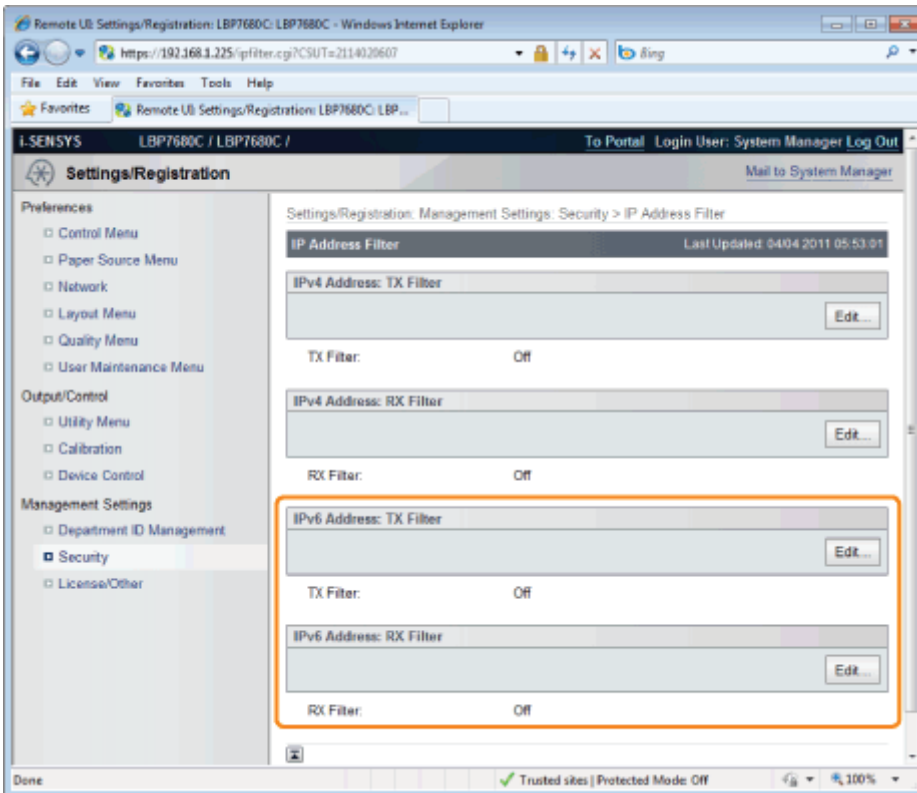 Remote UI: Settings/Registration: LBP7680C: LBP7680C - Windows Internet Explorer
https://192.168.1.225/ipfilter.cgi?CSUT=2114020607
Bing
File Edit View Favorites Tools Help
Favorites Remote UI: Settings/Registration: LBP7680C: LBP...
i-SENSYS LBP7680C / LBP7680C / To Portal Login User: System Manager Log Out
Settings/Registration Mail to System Manager
Preferences
Control Menu
Paper Source Menu
Network
Layout Menu
Quality Menu
User Maintenance Menu
Output/Control
Utility Menu
Calibration
Device Control
Management Settings
Department ID Management
Security
License/Other
Settings/Registration: Management Settings: Security > IP Address Filter
IP Address Filter Last Updated: 04/04 2011 05:53:01
IPv4 Address: TX Filter
Edit...
TX Filter: Off
IPv4 Address: RX Filter
Edit...
RX Filter: Off
IPv6 Address: TX Filter
Edit...
TX Filter: Off
IPv6 Address: RX Filter
Edit...
RX Filter: Off
Done Trusted sites | Protected Mode: Off 100%